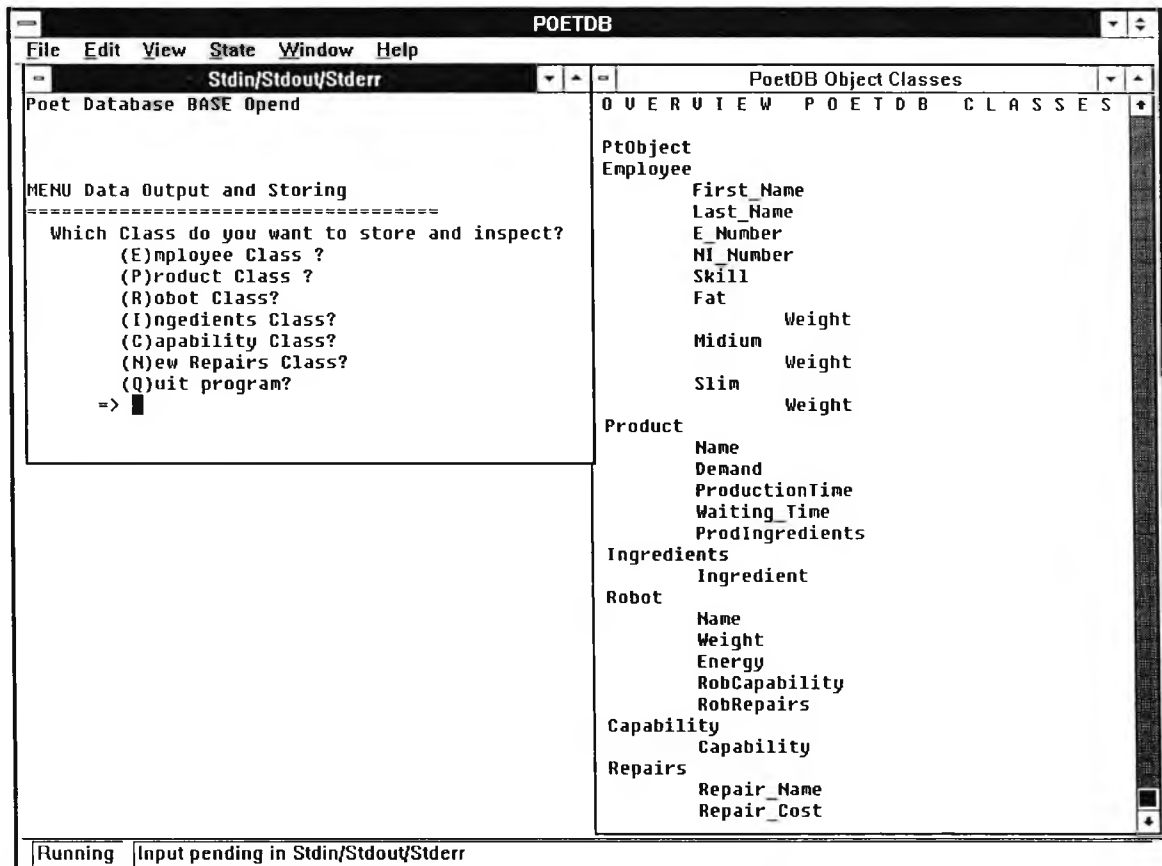 POETDB
File Edit View State Window Help
Stdin/Stdout/Stderr
Poet Database BASE Opend
MENU Data Output and Storing
====================================
Which Class do you want to store and inspect?
(E)mployee Class ?
(P)roduct Class ?
(R)obot Class?
(I)ngedients Class?
(C)apability Class?
(N)ew Repairs Class?
(Q)uit program?
=>
PoetDB Object Classes
O V E R V I E W P O E T D B C L A S S E S
PtObject
Employee
First_Name
Last_Name
E_Number
NI_Number
Skill
Fat
Weight
Midium
Weight
Slim
Weight
Product
Name
Demand
ProductionTime
Waiting_Time
ProdIngredients
Ingredients
Ingredient
Robot
Name
Weight
Energy
RobCapability
RobRepairs
Capability
Capability
Repairs
Repair_Name
Repair_Cost
Running Input pending in Stdin/Stdout/Stderr